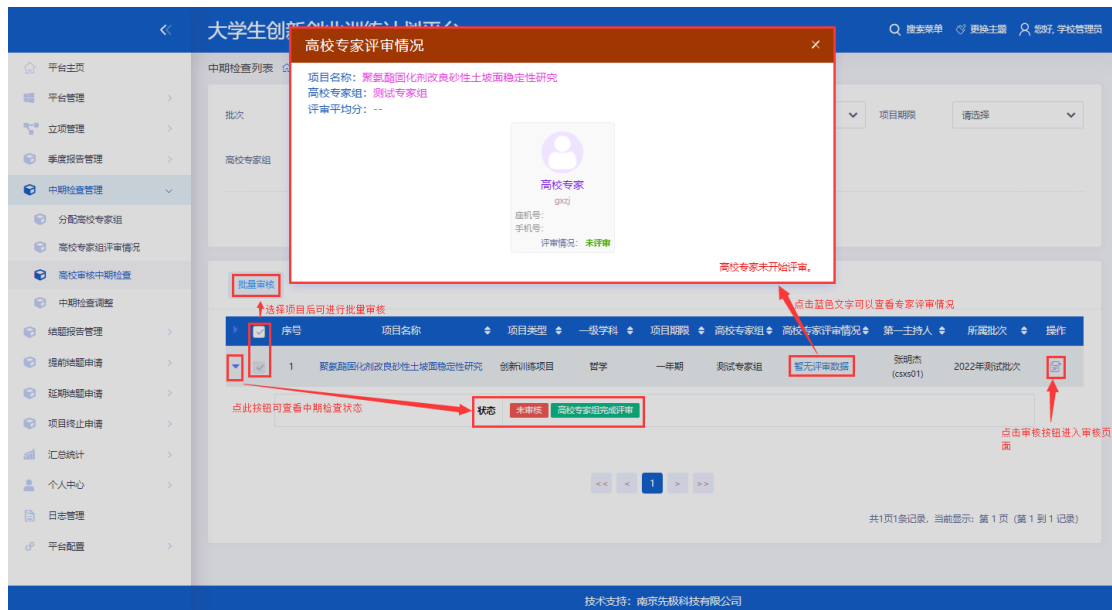 大学生创新创业训练计划平台
搜索菜单 更换主题 您好, 学校管理员
平台主页
平台管理
立项管理
季度报告管理
中期检查管理
分配高校专家组
高校专家组评审情况
高校审核中期检查
中期检查调整
结题报告管理
提前结题申请
延期结题申请
项目终止申请
汇总统计
个人中心
日志管理
平台配置
中期检查列表
批次
项目期限 请选择
高校专家组
高校专家评审情况 ×
项目名称: 聚氨酯固化剂改良砂性土坡面稳定性研究
高校专家组: 测试专家组
评审平均分: --
高校专家
gxzj
座机号:
手机号:
评审情况: 未评审
高校专家未开始评审。
批量审核
选择项目后可进行批量审核
点击蓝色文字可以查看专家评审情况
序号 项目名称 项目类型 一级学科 项目期限 高校专家组 高校专家评审情况 第一主持人 所属批次 操作
1 聚氨酯固化剂改良砂性土坡面稳定性研究 创新训练项目 哲学 一年期 测试专家组 暂无评审数据 张明杰 2022年测试批次
(csxs01)
点此按钮可查看中期检查状态
状态 未审核 高校专家组完成评审
点击审核按钮进入审核页
面
<< < 1 > >>
共1页1条记录, 当前显示: 第 1 页 (第 1 到 1 记录)
技术支持: 南京先极科技有限公司